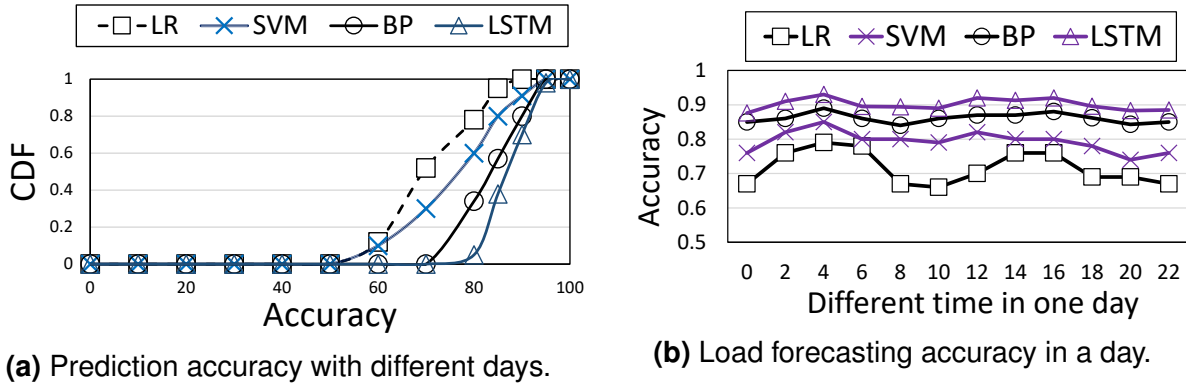 LR SVM BP LSTM
1
0.8
0.6
0.4
0.2
0
CDF
0 20 40 60 80 100
Accuracy
(a) Prediction accuracy with different days.
LR SVM BP LSTM
1
0.9
0.8
0.7
0.6
0.5
Accuracy
0 2 4 6 8 10 12 14 16 18 20 22
Different time in one day
(b) Load forecasting accuracy in a day.